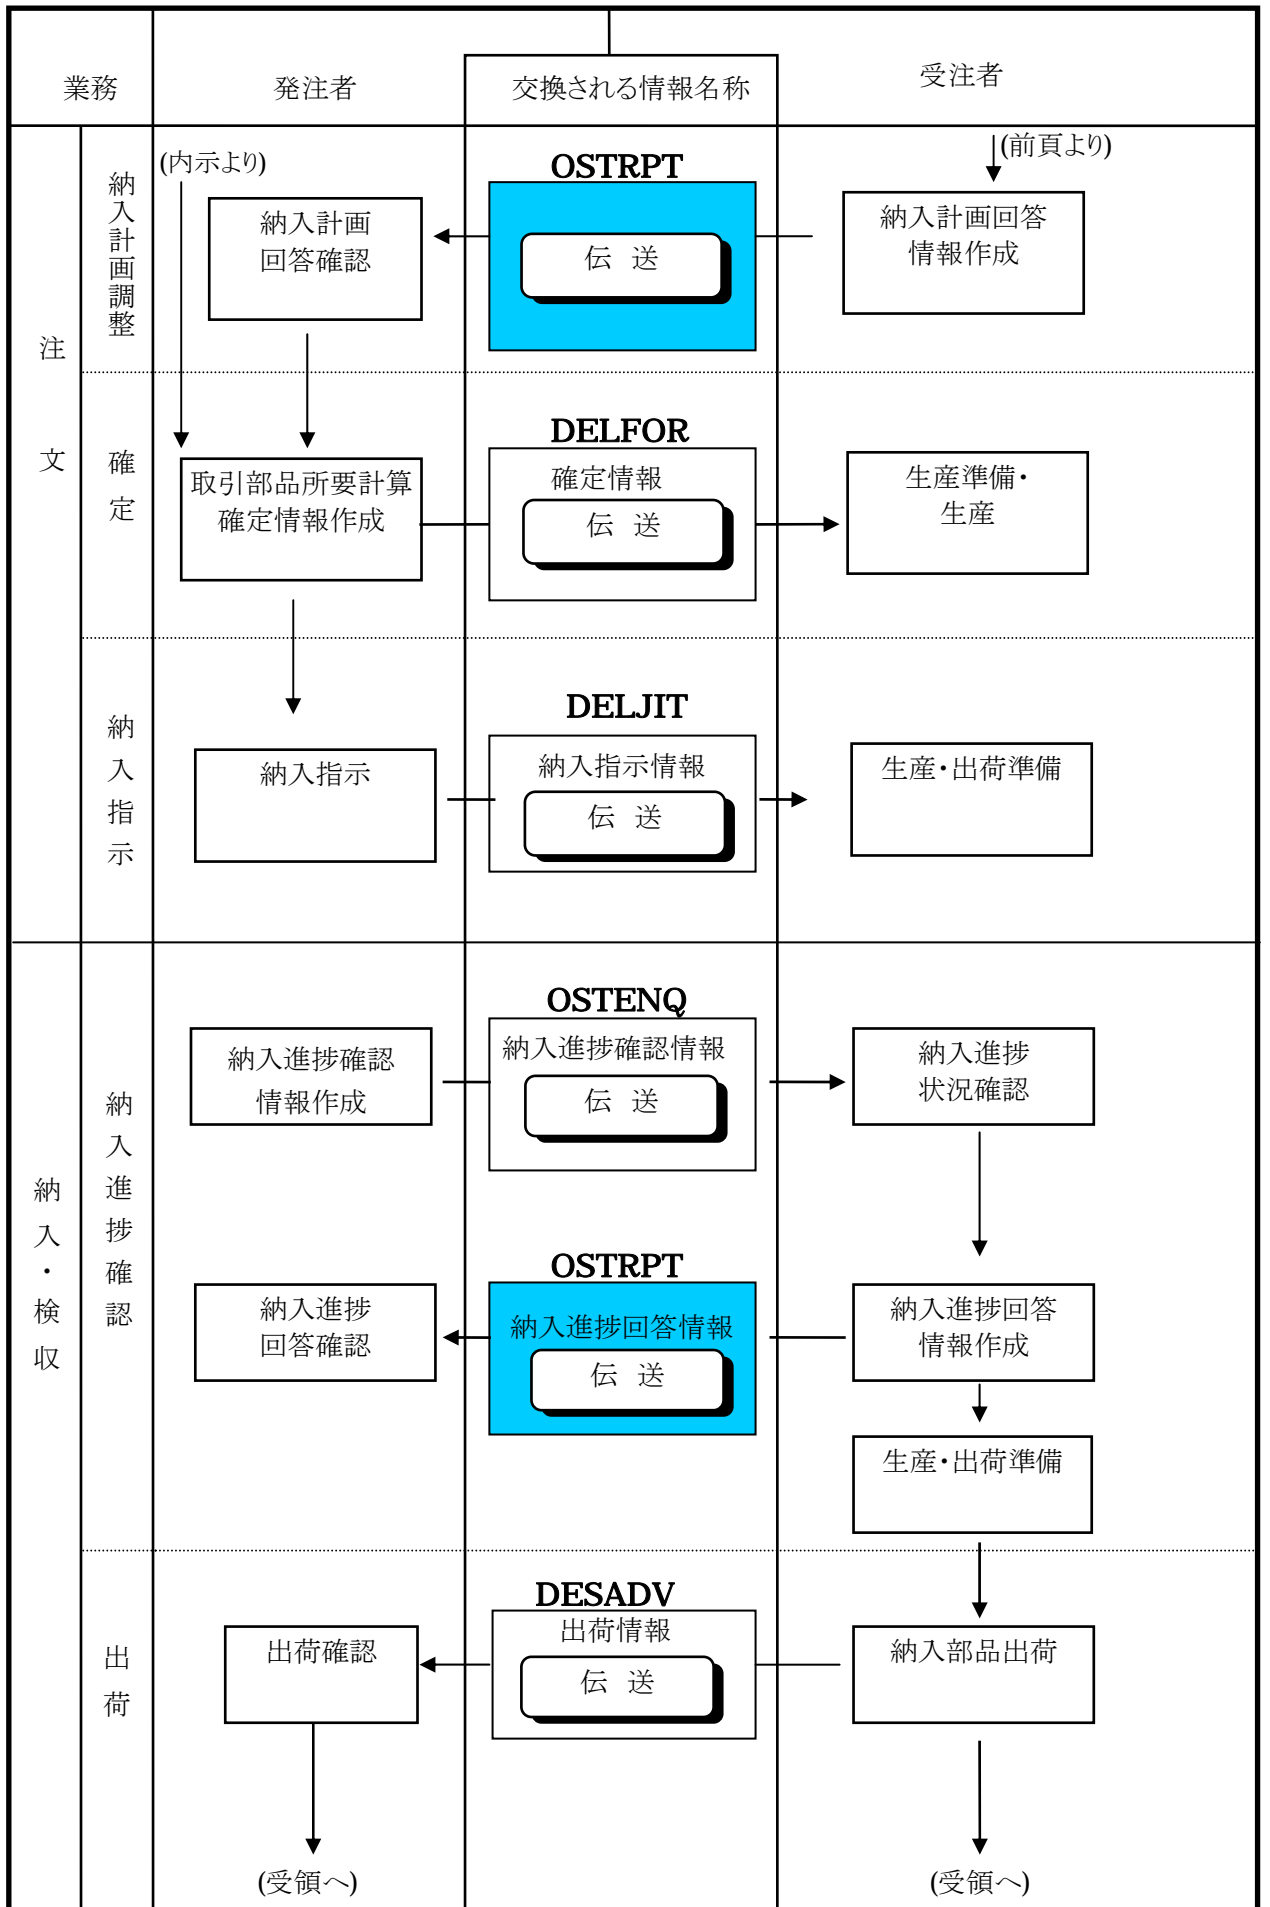 業務
発注者
交換される情報名称
受注者
注文
納入計画調整
(内示より)
OSTRPT
(前頁より)
納入計画
回答確認
伝 送
納入計画回答
情報作成
確定
DELFOR
取引部品所要計算
確定情報作成
確定情報
伝 送
生産準備・
生産
納入指示
DELJIT
納入指示
納入指示情報
伝 送
生産・出荷準備
納入・検収
納入進捗確認
OSTENQ
納入進捗確認
情報作成
納入進捗確認情報
伝 送
納入進捗
状況確認
OSTRPT
納入進捗
回答確認
納入進捗回答情報
伝 送
納入進捗回答
情報作成
生産・出荷準備
出荷
DESADV
出荷確認
出荷情報
伝 送
納入部品出荷
(受領へ)
(受領へ)